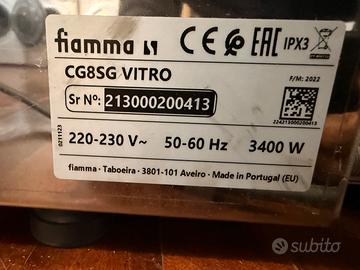 fiamma CE EAC IPX3
CG8SG VITRO
F/M: 2022
Sr Nº: 213000200413
224213000200413
0211123
220-230 V~ 50-60 Hz 3400 W
fiamma - Taboeira - 3801-101 Aveiro - Made in Portugal (EU)
subito